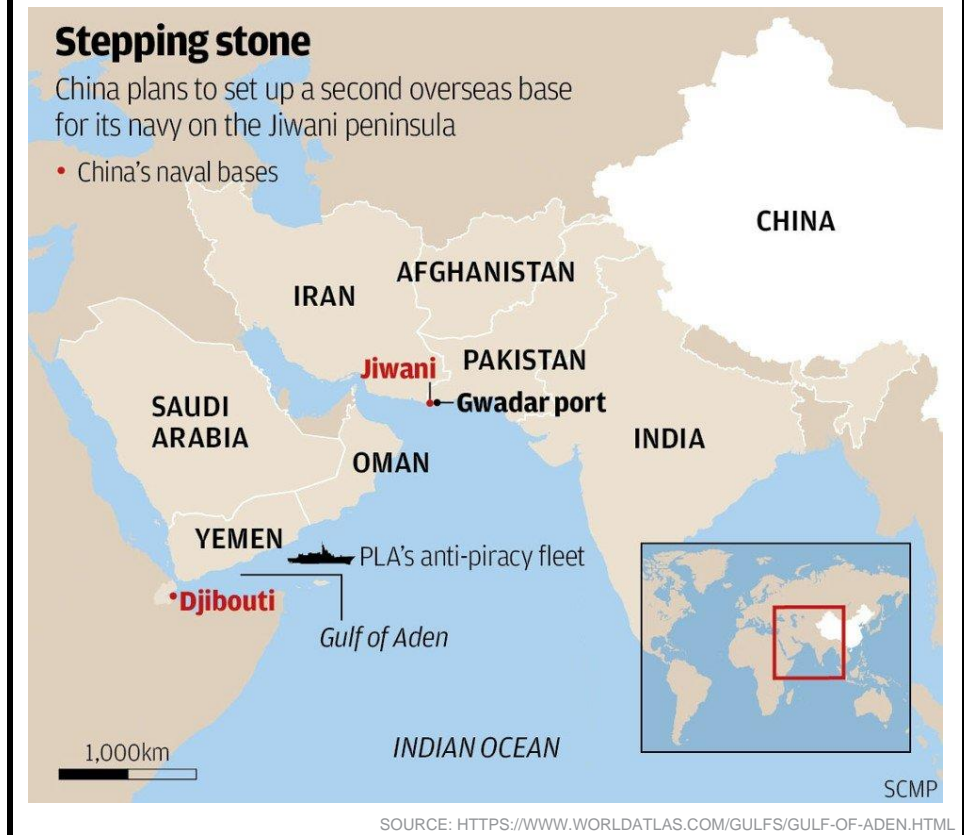 Stepping stone
China plans to set up a second overseas base
for its navy on the Jiwani peninsula
• China's naval bases
CHINA
AFGHANISTAN
IRAN
PAKISTAN
Jiwani
Gwadar port
SAUDI
ARABIA
INDIA
OMAN
YEMEN
PLA's anti-piracy fleet
Djibouti
Gulf of Aden
INDIAN OCEAN
1,000km
SCMP
SOURCE: HTTPS://WWW.WORLDATLAS.COM/GULFS/GULF-OF-ADEN.HTML